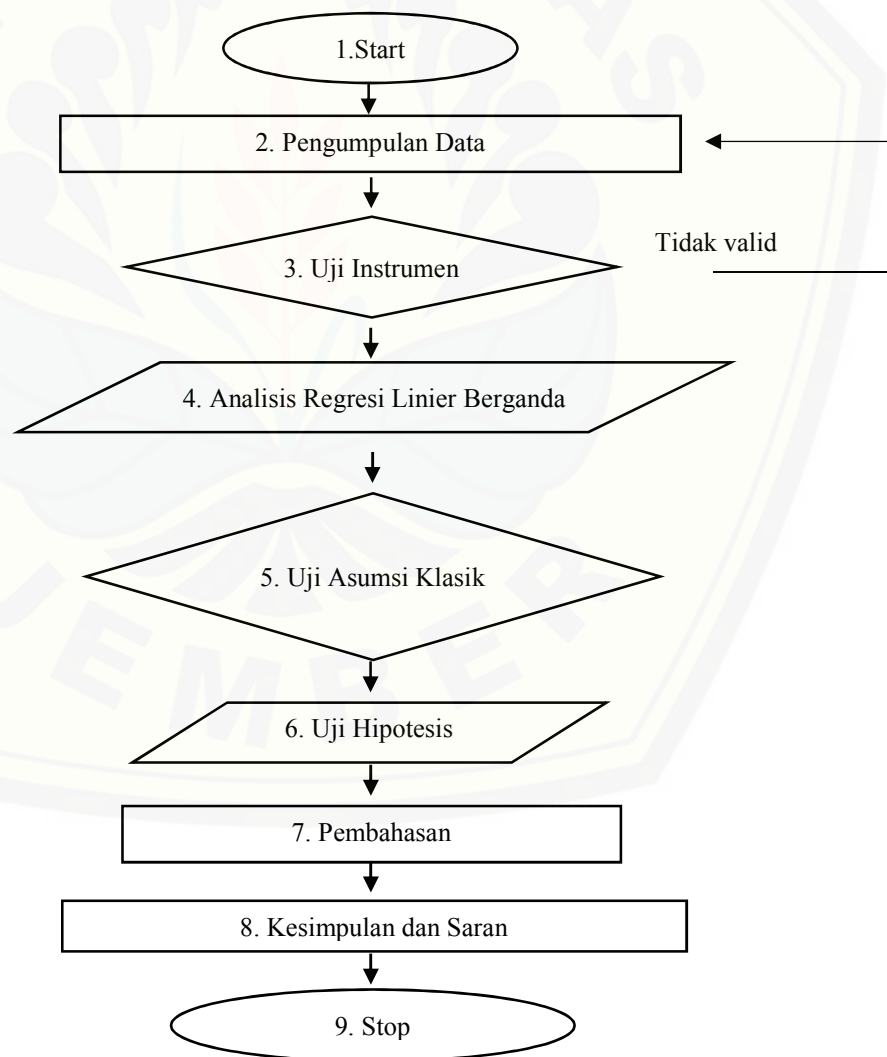 1.Start
2. Pengumpulan Data
3. Uji Instrumen
Tidak valid
4. Analisis Regresi Linier Berganda
5. Uji Asumsi Klasik
6. Uji Hipotesis
7. Pembahasan
8. Kesimpulan dan Saran
9. Stop
JEMBER